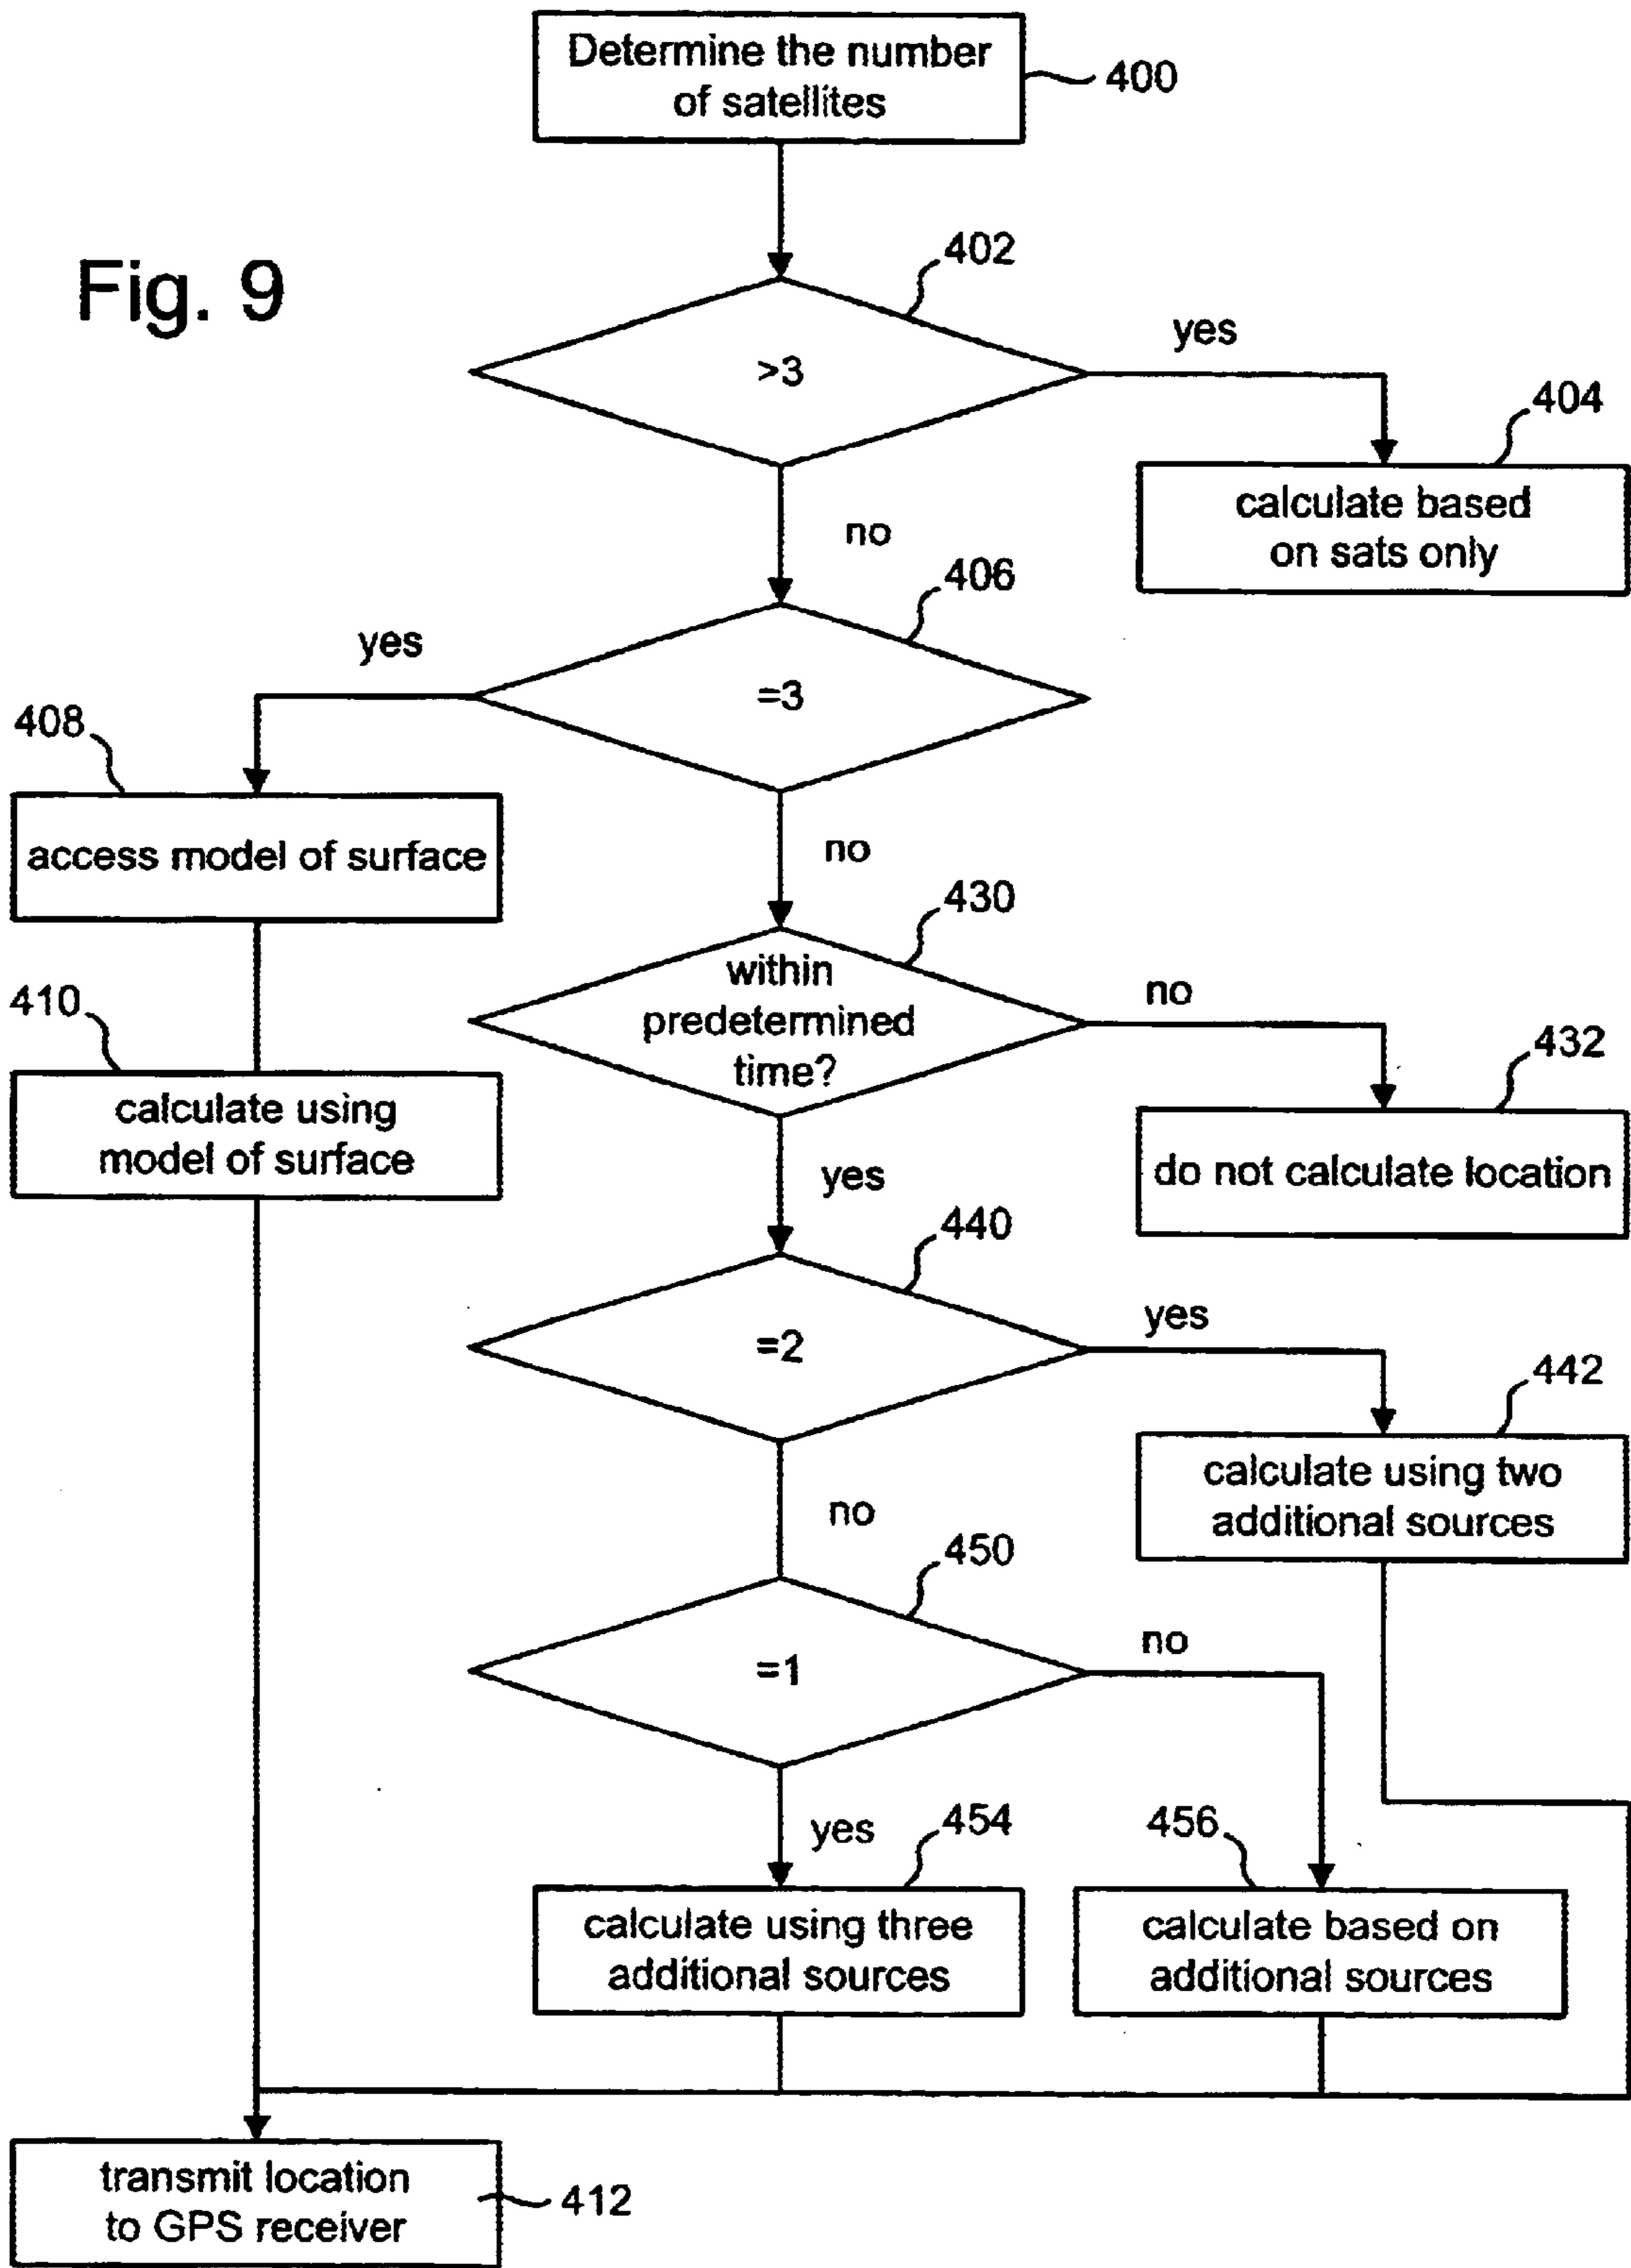 Determine the number
of satellites
400
Fig. 9
402
>3
yes
404
calculate based
on sats only
no
406
yes
=3
408
access model of surface
no
430
within
predetermined
time?
no
410
calculate using
model of surface
432
do not calculate location
yes
440
=2
yes
442
calculate using two
additional sources
no
450
=1
no
yes
454
456
calculate using three
additional sources
calculate based on
additional sources
transmit location
to GPS receiver
412